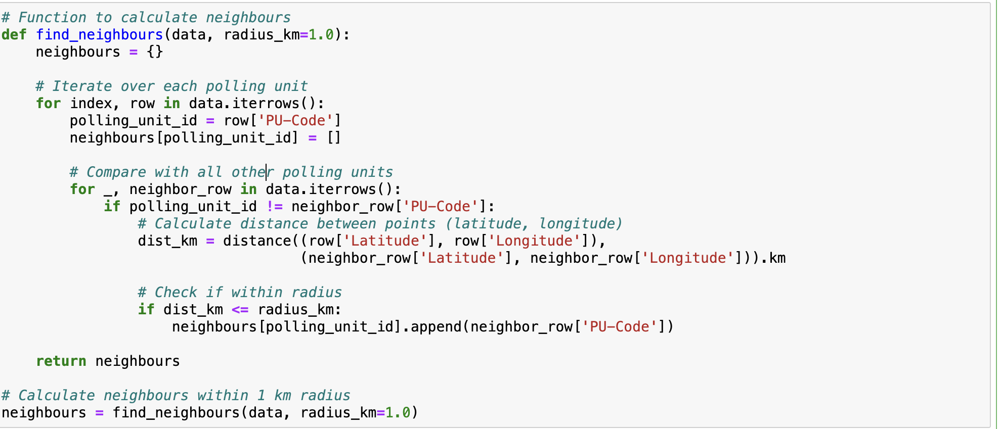 # Function to calculate neighbours
def find_neighbours(data, radius_km=1.0):
    neighbours = {}
    # Iterate over each polling unit
    for index, row in data.iterrows():
        polling_unit_id = row['PU-Code']
        neighbours[polling_unit_id] = []
        # Compare with all other polling units
        for _, neighbor_row in data.iterrows():
            if polling_unit_id != neighbor_row['PU-Code']:
                # Calculate distance between points (latitude, longitude)
                dist_km = distance((row['Latitude'], row['Longitude']),
                                   (neighbor_row['Latitude'], neighbor_row['Longitude'])).km
                # Check if within radius
                if dist_km <= radius_km:
                    neighbours[polling_unit_id].append(neighbor_row['PU-Code'])
    return neighbours
# Calculate neighbours within 1 km radius
neighbours = find_neighbours(data, radius_km=1.0)